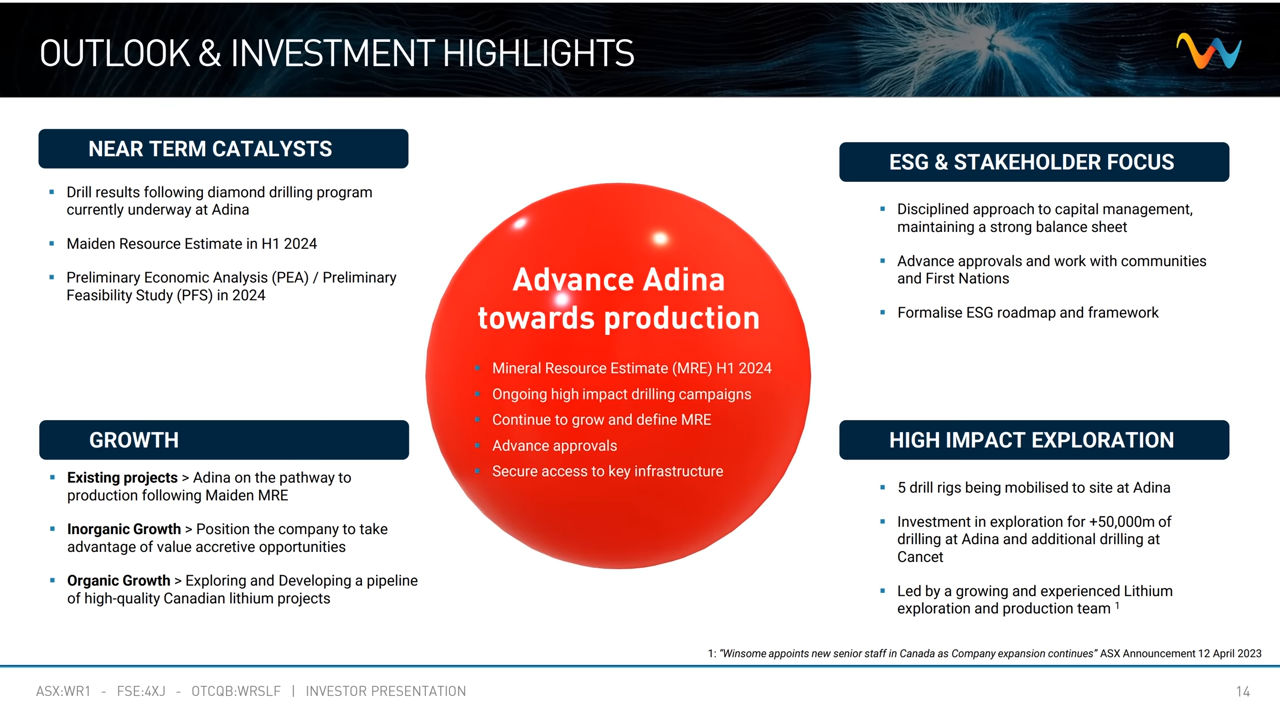 OUTLOOK & INVESTMENT HIGHLIGHTS
NEAR TERM CATALYSTS
▪ Drill results following diamond drilling program
currently underway at Adina
▪ Maiden Resource Estimate in H1 2024
▪ Preliminary Economic Analysis (PEA) / Preliminary
Feasibility Study (PFS) in 2024
GROWTH
▪ Existing projects > Adina on the pathway to
production following Maiden MRE
▪ Inorganic Growth > Position the company to take
advantage of value accretive opportunities
▪ Organic Growth > Exploring and Developing a pipeline
of high-quality Canadian lithium projects
Advance Adina
towards production
▪ Mineral Resource Estimate (MRE) H1 2024
▪ Ongoing high impact drilling campaigns
▪ Continue to grow and define MRE
▪ Advance approvals
▪ Secure access to key infrastructure
ESG & STAKEHOLDER FOCUS
▪ Disciplined approach to capital management,
maintaining a strong balance sheet
▪ Advance approvals and work with communities
and First Nations
▪ Formalise ESG roadmap and framework
HIGH IMPACT EXPLORATION
▪ 5 drill rigs being mobilised to site at Adina
▪ Investment in exploration for +50,000m of
drilling at Adina and additional drilling at
Cancet
▪ Led by a growing and experienced Lithium
exploration and production team 1
1: "Winsome appoints new senior staff in Canada as Company expansion continues" ASX Announcement 12 April 2023
ASX:WR1 - FSE:4XJ - OTCQB:WRSLF | INVESTOR PRESENTATION
14